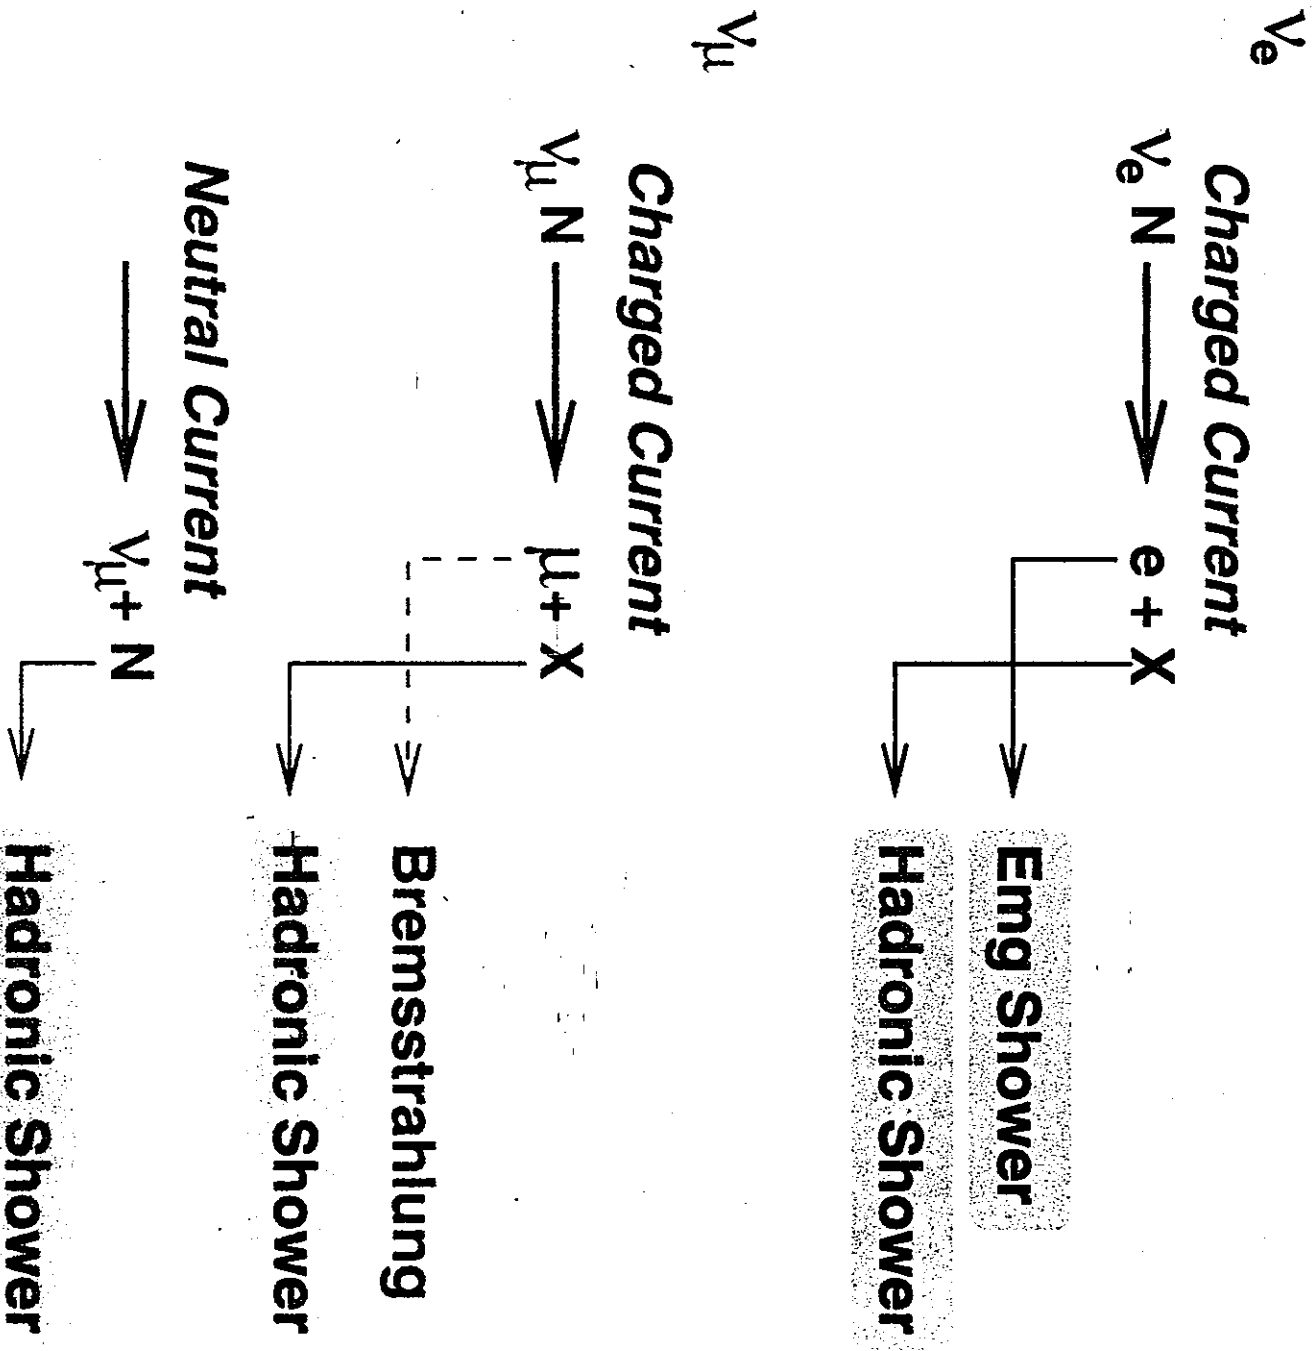 νe
Charged Current
νe N → e + X
Emg Shower
Hadronic Shower
νμ
Charged Current
νμ N → μ + X
Bremsstrahlung
Hadronic Shower
Neutral Current
→ νμ + N
Hadronic Shower